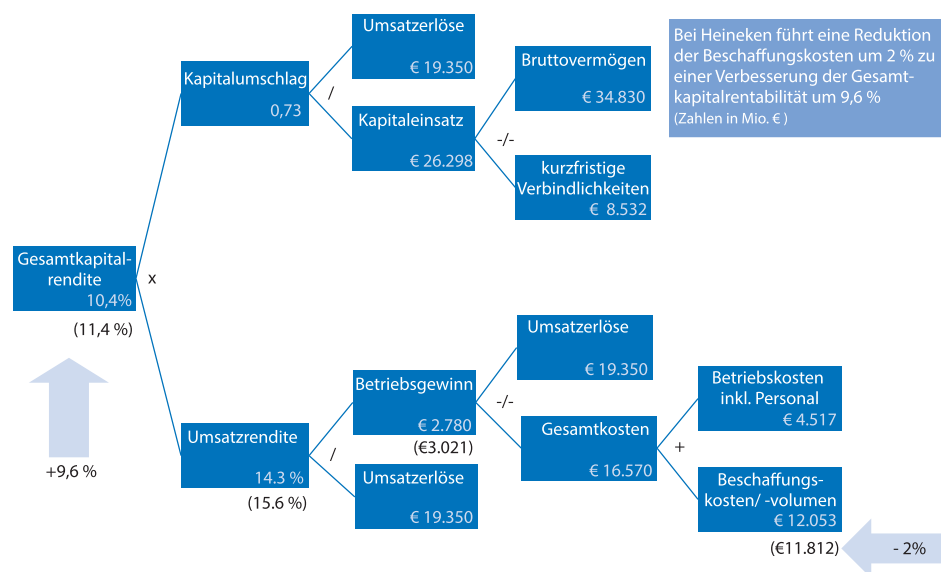 Umsatzerlöse
€ 19.350
Kapitalumschlag
0,73
/
Kapitaleinsatz
€ 26.298
Bruttovermögen
€ 34.830
-/-
kurzfristige
Verbindlichkeiten
€ 8.532
Bei Heineken führt eine Reduktion
der Beschaffungskosten um 2 % zu
einer Verbesserung der Gesamt-
kapitalrentabilität um 9,6 %
(Zahlen in Mio. € )
Gesamtkapital-
rendite
10,4%
(11,4 %)
x
+9,6 %
Umsatzrendite
14.3 %
(15.6 %)
/
Betriebsgewinn
€ 2.780
(€3.021)
Umsatzerlöse
€ 19.350
-/-
Umsatzerlöse
€ 19.350
Gesamtkosten
€ 16.570
+
Betriebskosten
inkl. Personal
€ 4.517
Beschaffungs-
kosten/ -volumen
€ 12.053
(€11.812)
- 2%